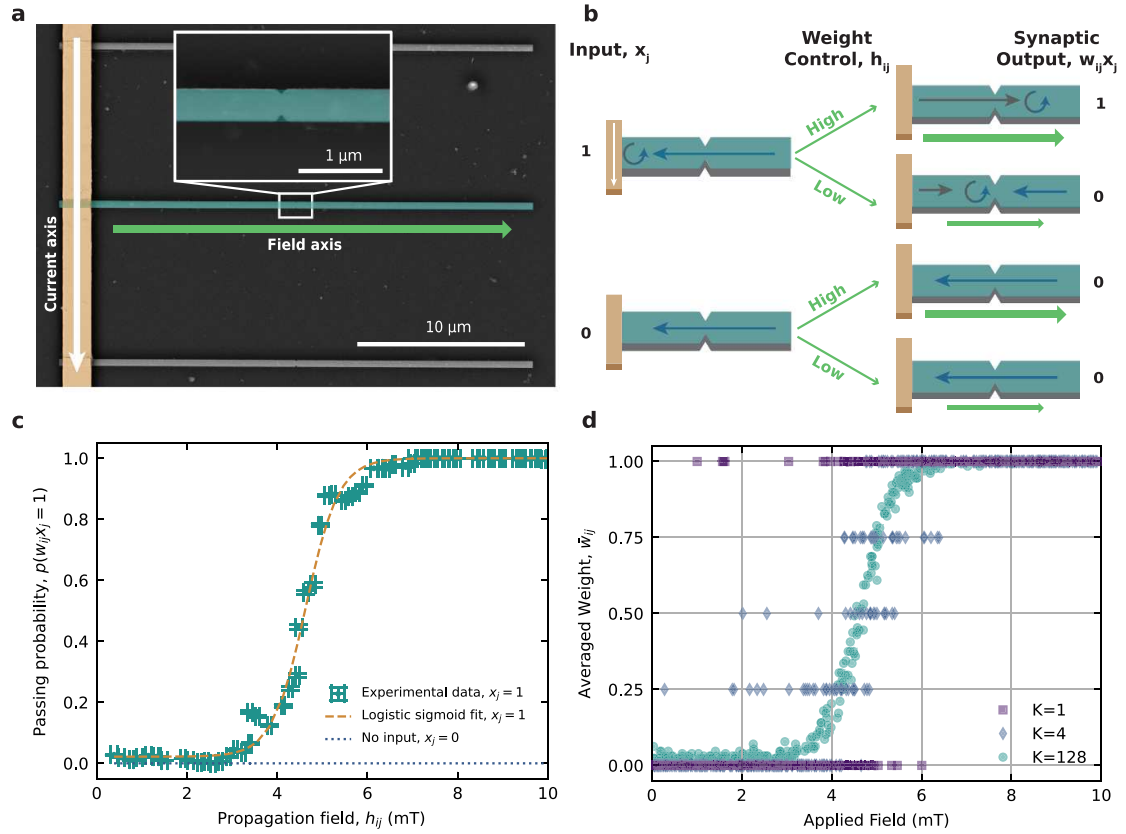 a
Current axis
1 μm
Field axis
10 μm
b
Input, xj
Weight
Control, hij
Synaptic
Output, wijxj
1
High
Low
1
0
0
High
Low
0
0
c
Passing probability, p(wijxj = 1)
1.0
0.8
0.6
0.4
0.2
0.0
Experimental data, xj = 1
Logistic sigmoid fit, xj = 1
No input, xj = 0
0 2 4 6 8 10
Propagation field, hij (mT)
d
Averaged Weight, w̄ij
1.00
0.75
0.50
0.25
0.00
K=1
K=4
K=128
0 2 4 6 8 10
Applied Field (mT)